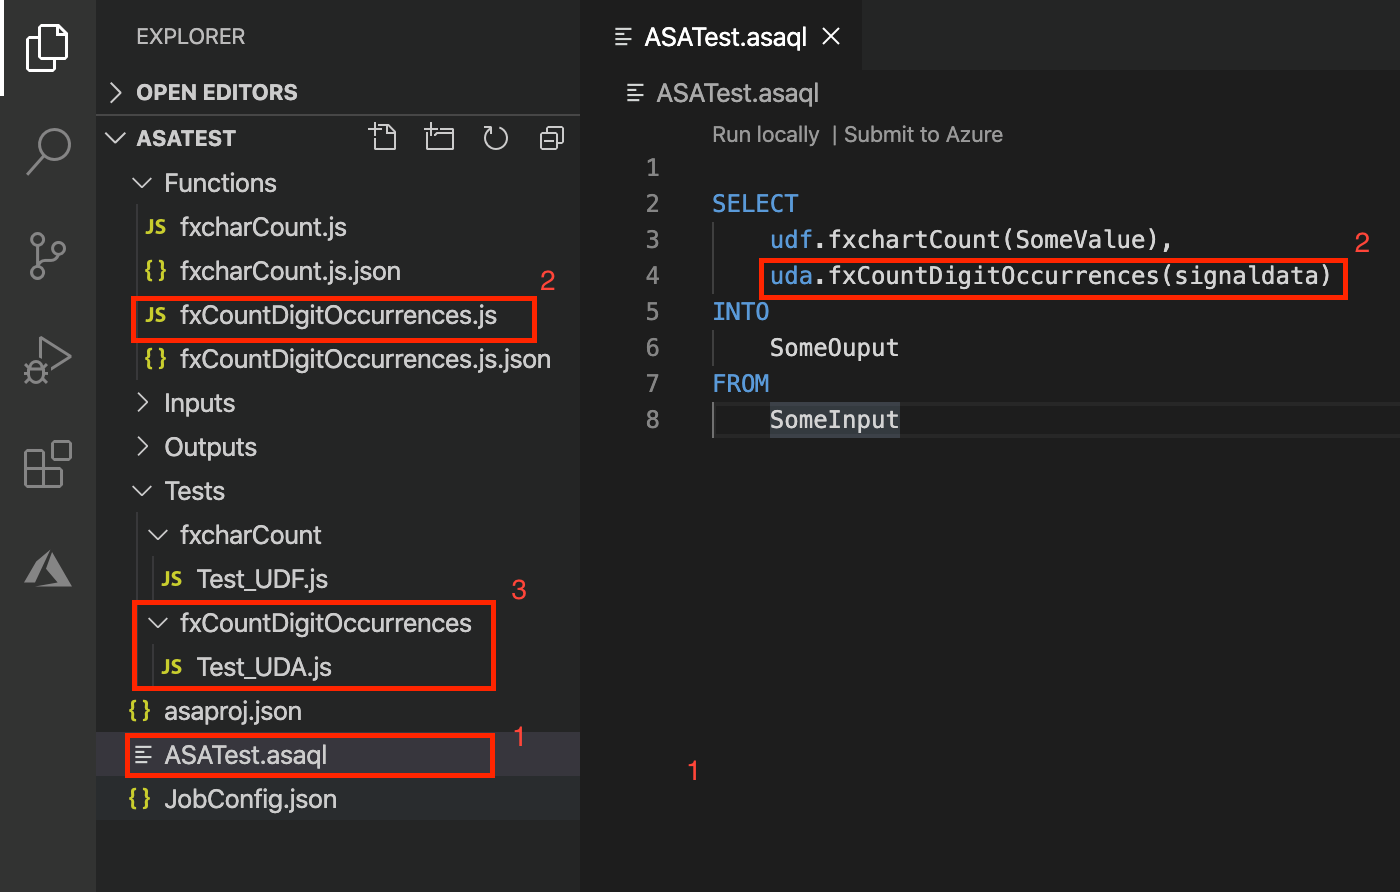 EXPLORER
OPEN EDITORS
ASATEST
Functions
JS fxcharCount.js
{} fxcharCount.js.json
2
JS fxCountDigitOccurrences.js
{} fxCountDigitOccurrences.js.json
Inputs
Outputs
Tests
fxcharCount
JS Test_UDF.js
3
fxCountDigitOccurrences
JS Test_UDA.js
{} asaproj.json
1
ASATest.asaql
{} JobConfig.json
ASATest.asaql
ASATest.asaql
Run locally | Submit to Azure
1
2 SELECT
3 udf.fxchartCount(SomeValue), 2
4 uda.fxCountDigitOccurrences(signaldata)
5 INTO
6 SomeOuput
7 FROM
8 SomeInput
1